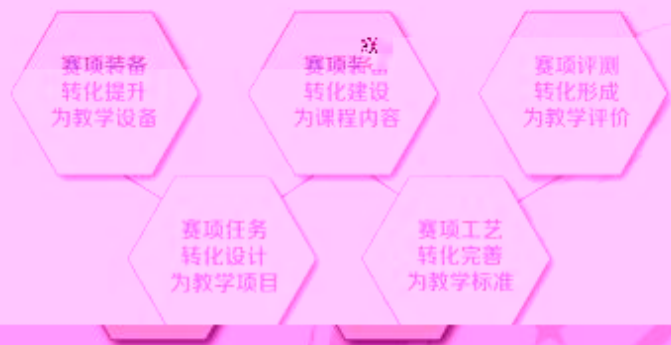 赛项装备
转化提升
为教学设备
赛项装
转化建设
为课程内容
赛项评测
转化形成
为教学评价
赛项任务
转化设计
为教学项目
赛项工艺
转化完善
为教学标准